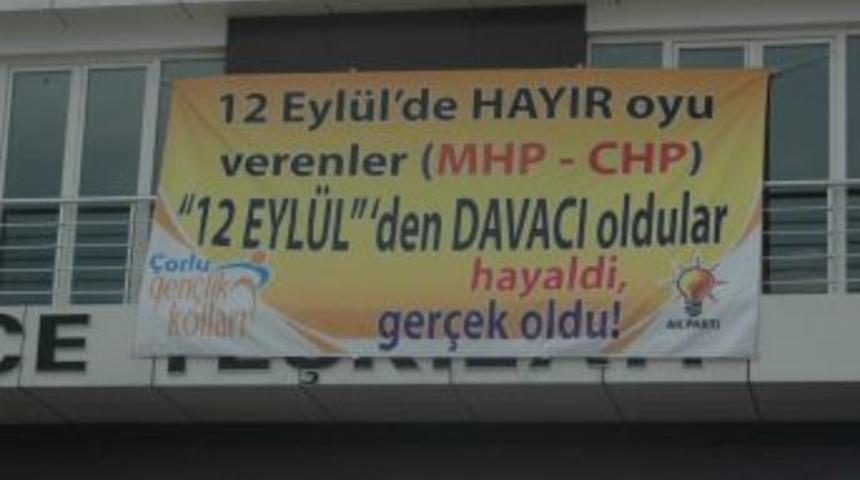 12 Eylül'de HAYIR oyu
verenler (MHP - CHP)
"12 EYLÜL"'den DAVACI oldular
hayaldi,
gerçek oldu!
Çorlu
gençlik
kolları
AK PARTİ